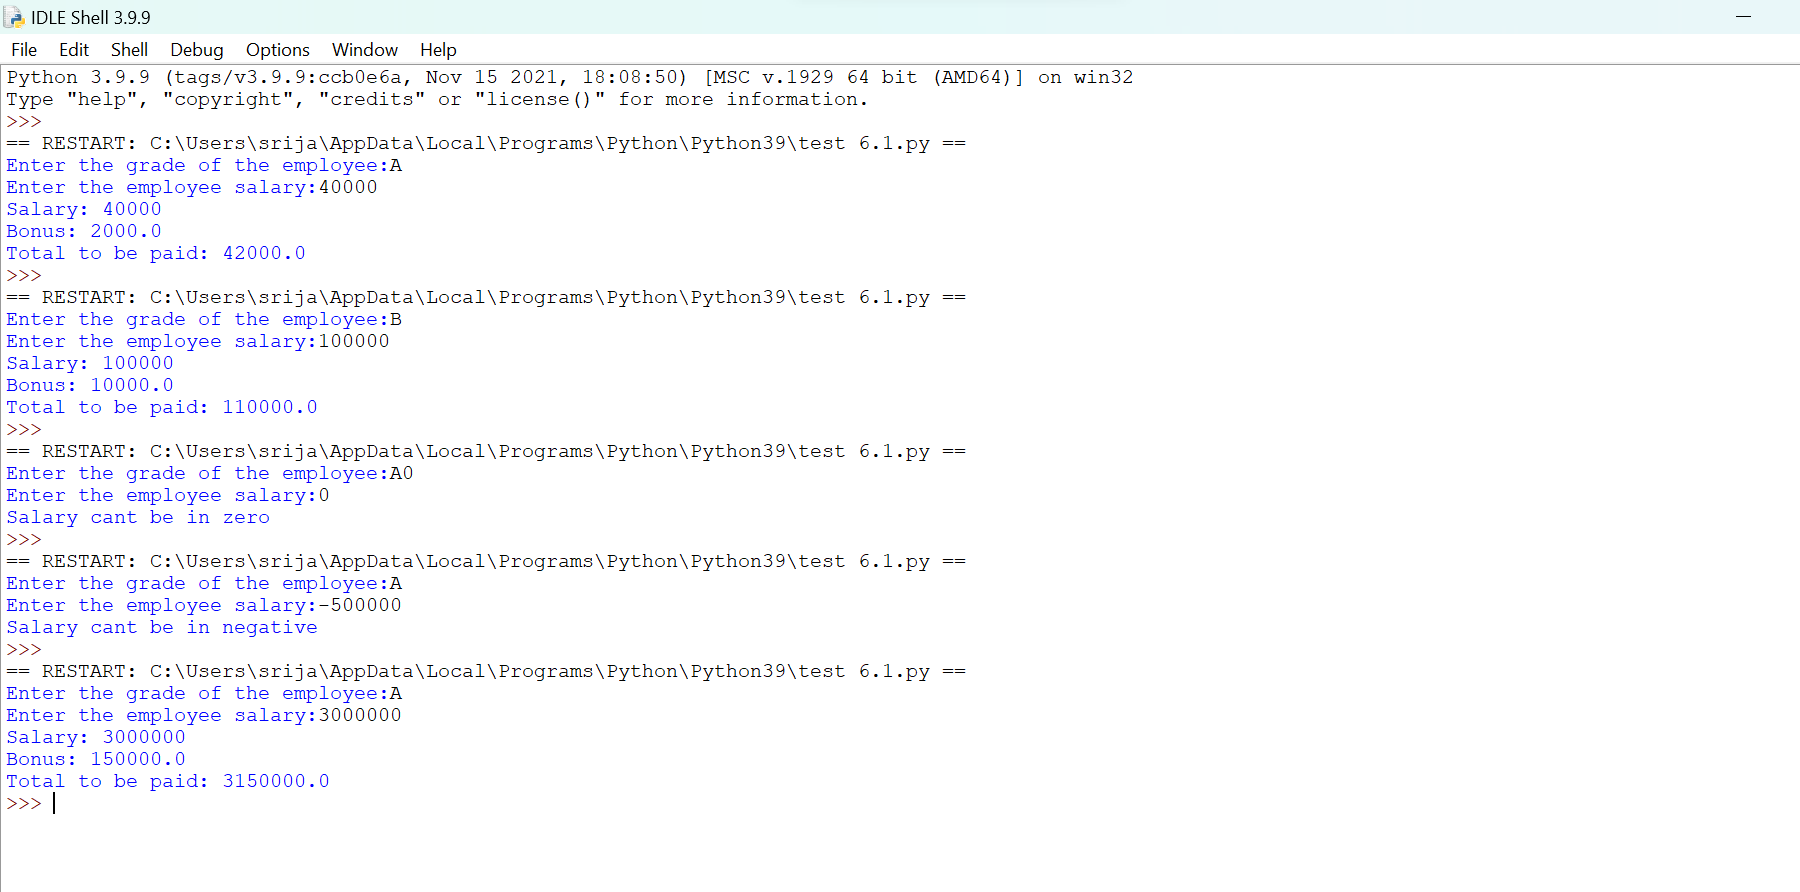 IDLE Shell 3.9.9
File Edit Shell Debug Options Window Help
Python 3.9.9 (tags/v3.9.9:ccb0e6a, Nov 15 2021, 18:08:50) [MSC v.1929 64 bit (AMD64)] on win32
Type "help", "copyright", "credits" or "license()" for more information.
>>>
== RESTART: C:\Users\srija\AppData\Local\Programs\Python\Python39\test 6.1.py ==
Enter the grade of the employee:A
Enter the employee salary:40000
Salary: 40000
Bonus: 2000.0
Total to be paid: 42000.0
>>>
== RESTART: C:\Users\srija\AppData\Local\Programs\Python\Python39\test 6.1.py ==
Enter the grade of the employee:B
Enter the employee salary:100000
Salary: 100000
Bonus: 10000.0
Total to be paid: 110000.0
>>>
== RESTART: C:\Users\srija\AppData\Local\Programs\Python\Python39\test 6.1.py ==
Enter the grade of the employee:A0
Enter the employee salary:0
Salary cant be in zero
>>>
== RESTART: C:\Users\srija\AppData\Local\Programs\Python\Python39\test 6.1.py ==
Enter the grade of the employee:A
Enter the employee salary:-500000
Salary cant be in negative
>>>
== RESTART: C:\Users\srija\AppData\Local\Programs\Python\Python39\test 6.1.py ==
Enter the grade of the employee:A
Enter the employee salary:3000000
Salary: 3000000
Bonus: 150000.0
Total to be paid: 3150000.0
>>>